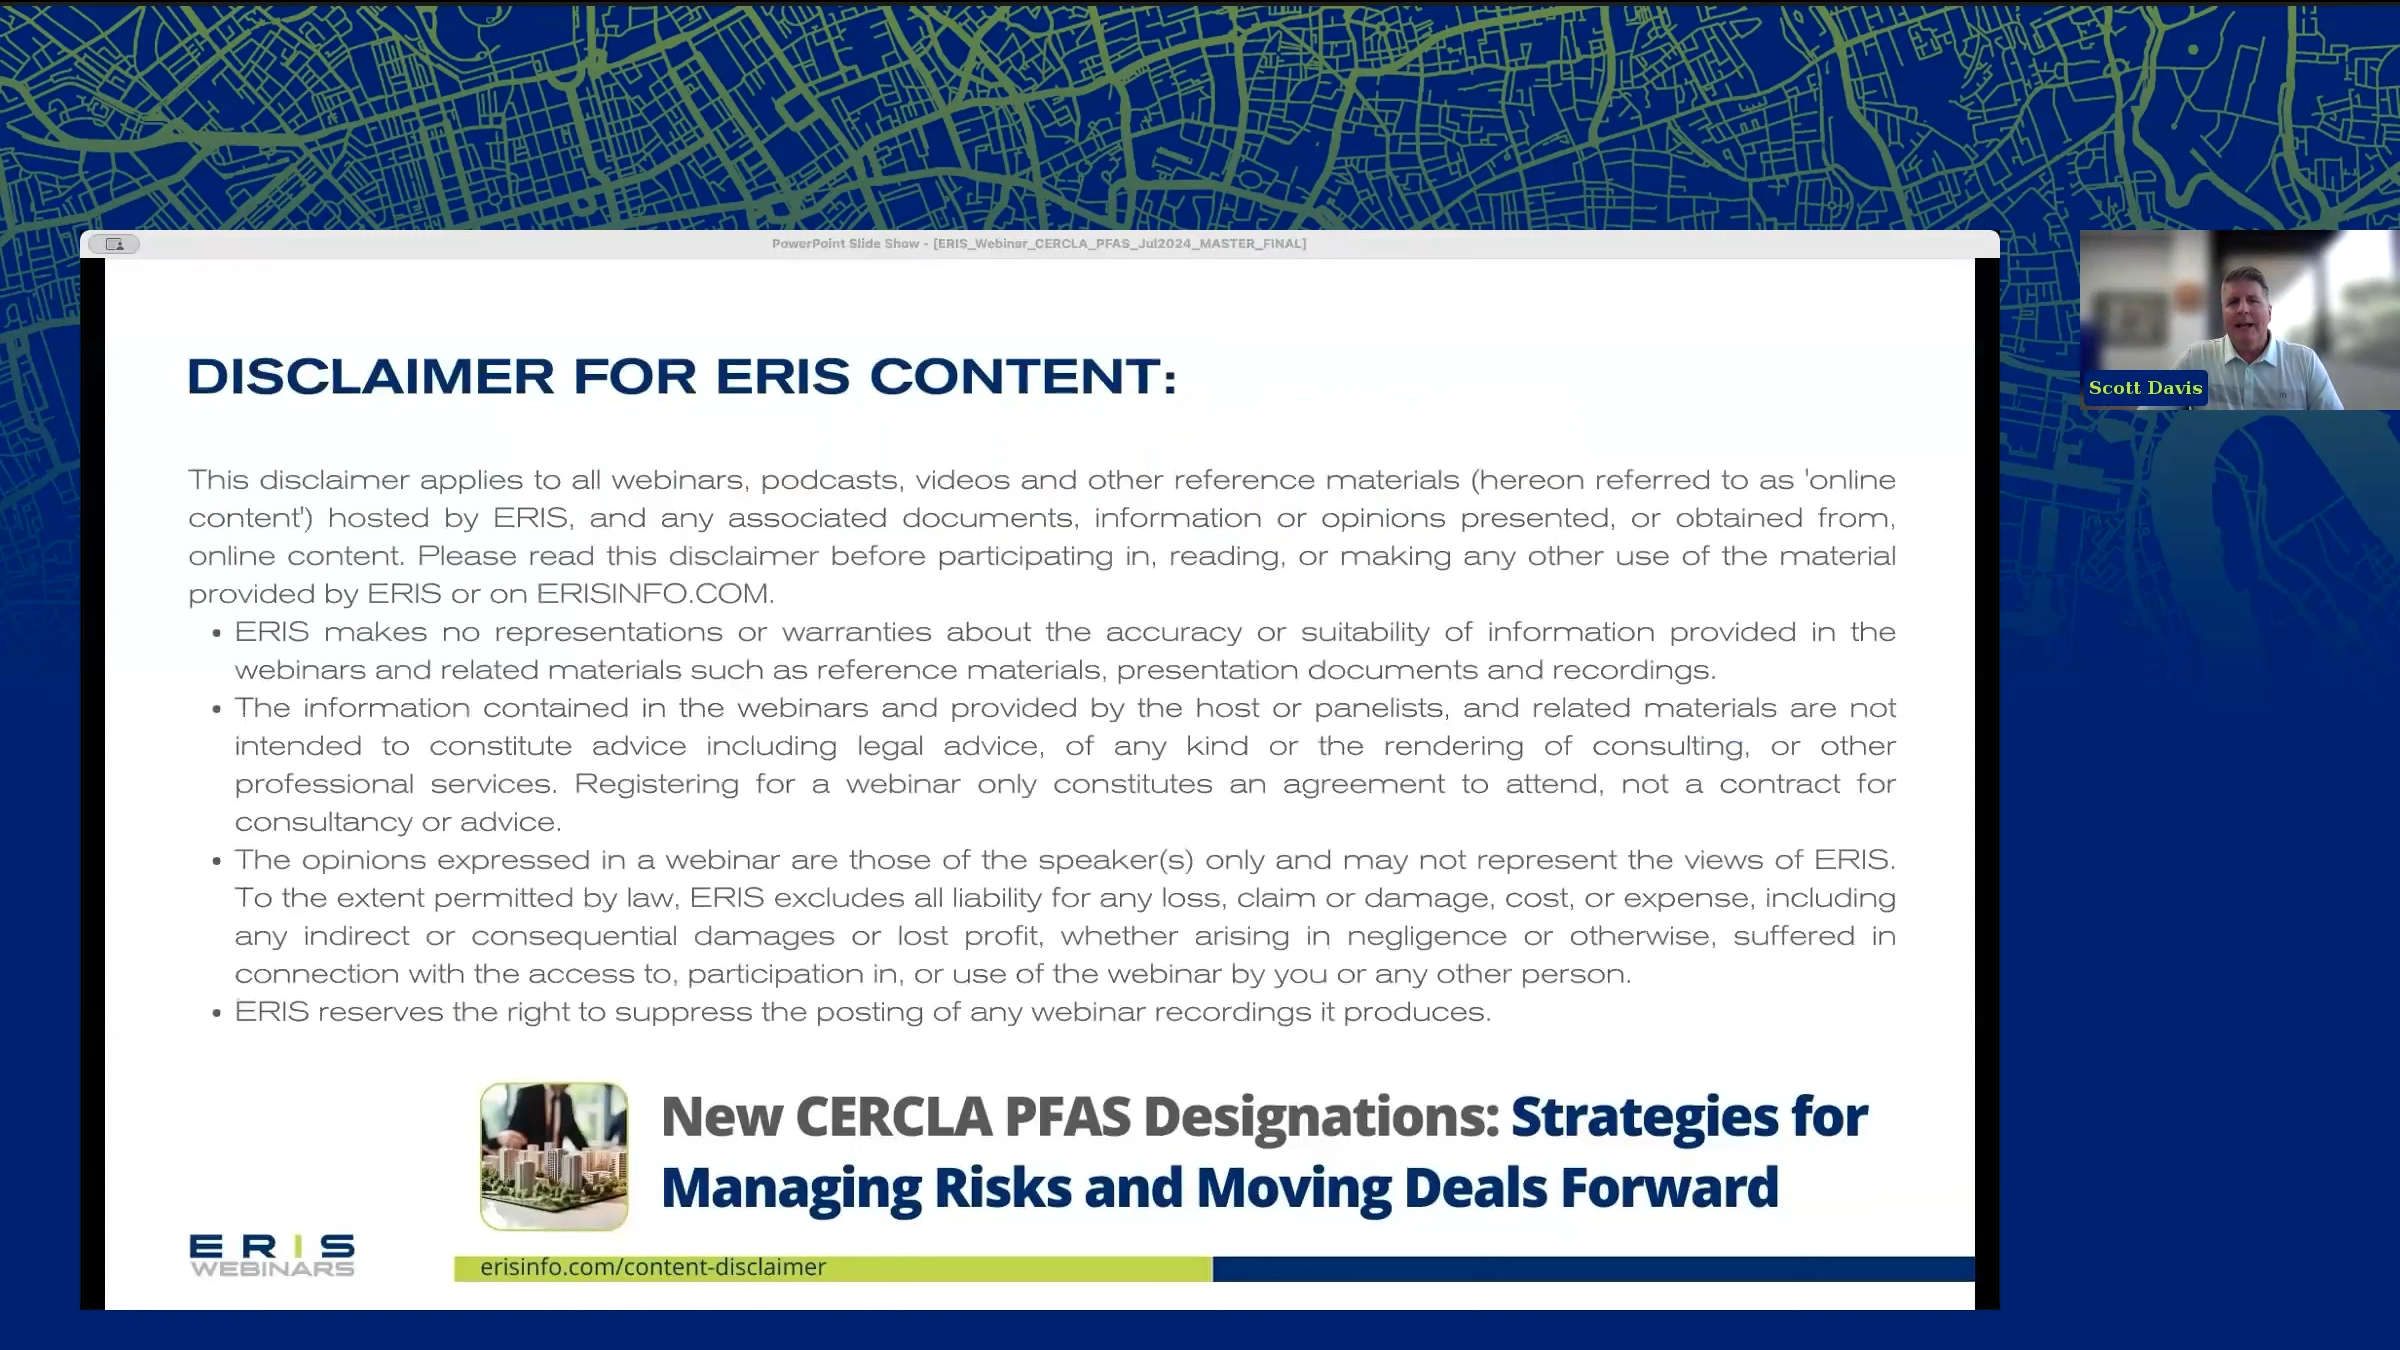 PowerPoint Slide Show - [ERIS_Webinar_CERCLA_PFAS_Jul2024_MASTER_FINAL]
DISCLAIMER FOR ERIS CONTENT:
Scott Davis
This disclaimer applies to all webinars, podcasts, videos and other reference materials (hereon referred to as 'online
content') hosted by ERIS, and any associated documents, information or opinions presented, or obtained from,
online content. Please read this disclaimer before participating in, reading, or making any other use of the material
provided by ERIS or on ERISINFO.COM.
• ERIS makes no representations or warranties about the accuracy or suitability of information provided in the
webinars and related materials such as reference materials, presentation documents and recordings.
• The information contained in the webinars and provided by the host or panelists, and related materials are not
intended to constitute advice including legal advice, of any kind or the rendering of consulting, or other
professional services. Registering for a webinar only constitutes an agreement to attend, not a contract for
consultancy or advice.
• The opinions expressed in a webinar are those of the speaker(s) only and may not represent the views of ERIS.
To the extent permitted by law, ERIS excludes all liability for any loss, claim or damage, cost, or expense, including
any indirect or consequential damages or lost profit, whether arising in negligence or otherwise, suffered in
connection with the access to, participation in, or use of the webinar by you or any other person.
• ERIS reserves the right to suppress the posting of any webinar recordings it produces.
New CERCLA PFAS Designations: Strategies for
Managing Risks and Moving Deals Forward
ERIS
WEBINARS
erisinfo.com/content-disclaimer